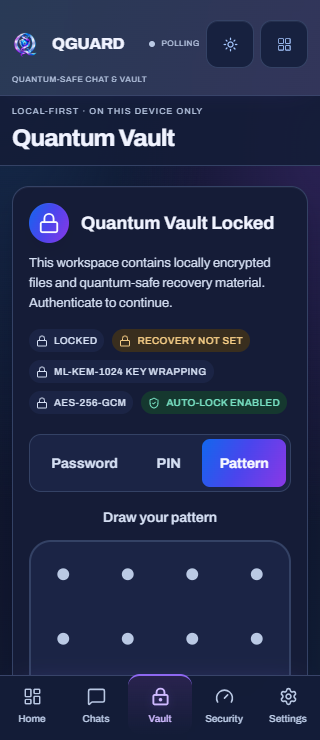 QGUARD
POLLING
QUANTUM-SAFE CHAT & VAULT
LOCAL-FIRST · ON THIS DEVICE ONLY
Quantum Vault
Quantum Vault Locked
This workspace contains locally encrypted
files and quantum-safe recovery material.
Authenticate to continue.
LOCKED
RECOVERY NOT SET
ML-KEM-1024 KEY WRAPPING
AES-256-GCM
AUTO-LOCK ENABLED
Password
PIN
Pattern
Draw your pattern
Home
Chats
Vault
Security
Settings